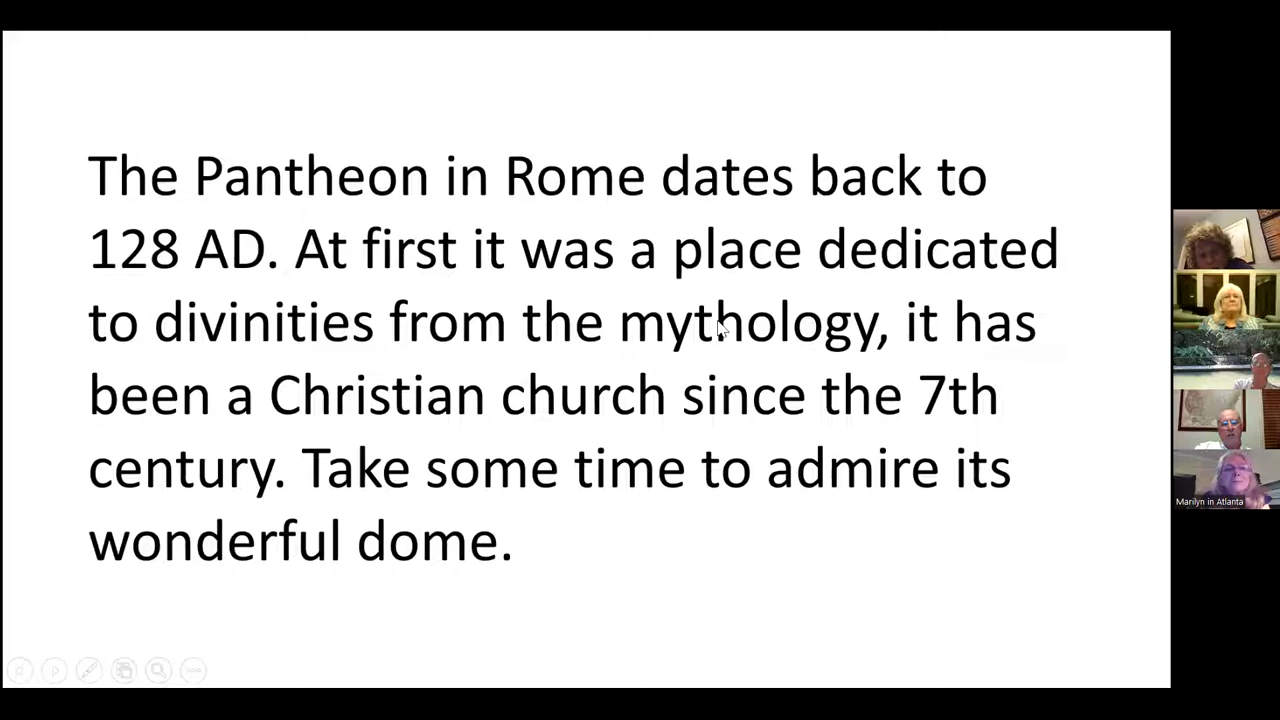 The Pantheon in Rome dates back to
128 AD. At first it was a place dedicated
to divinities from the mythology, it has
been a Christian church since the 7th
century. Take some time to admire its
wonderful dome.
Marilyn in Atlanta